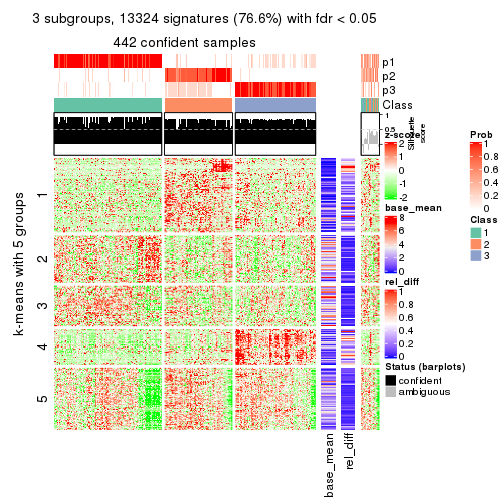 3 subgroups, 13324 signatures (76.6%) with fdr < 0.05
442 confident samples
p1
p2
p3
Class
1
0.5
0
Silhouette
score
k-means with 5 groups
1
2
3
4
5
base_mean
rel_diff
z-score
2
1
0
-1
-2
base_mean
8
6
4
2
0
rel_diff
1
0.8
0.6
0.4
0.2
0
Status (barplots)
confident
ambiguous
Prob
1
0.8
0.6
0.4
0.2
0
Class
1
2
3